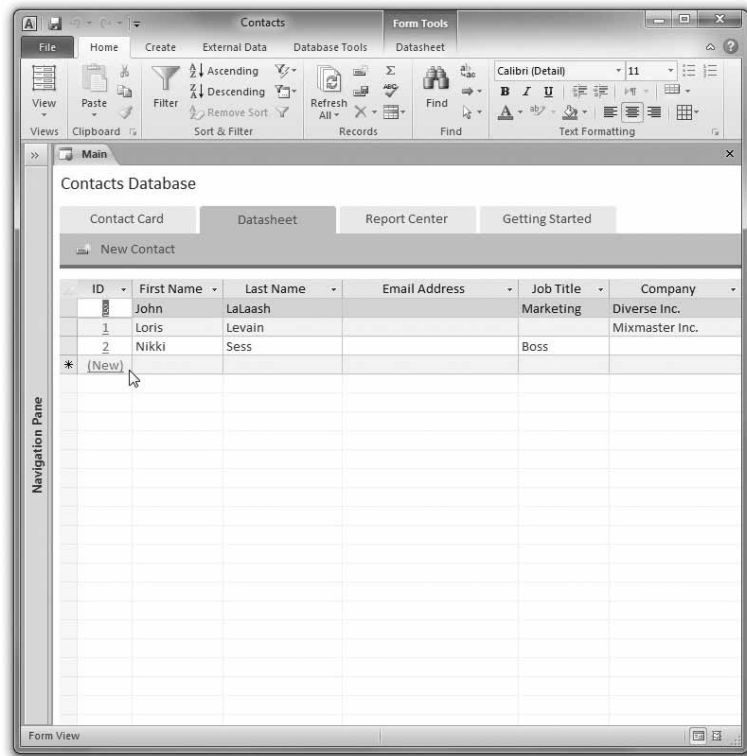 Contacts Form Tools
File Home Create External Data Database Tools Datasheet
View Paste Filter Ascending Descending Remove Sort Refresh All Find Calibri (Detail) 11
B I U
Views Clipboard Sort & Filter Records Find Text Formatting
Main
Contacts Database
Contact Card Datasheet Report Center Getting Started
New Contact
ID First Name Last Name Email Address Job Title Company
3 John LaLaash Marketing Diverse Inc.
1 Loris Levain Mixmaster Inc.
2 Nikki Sess Boss
(New)
Navigation Pane
Form View